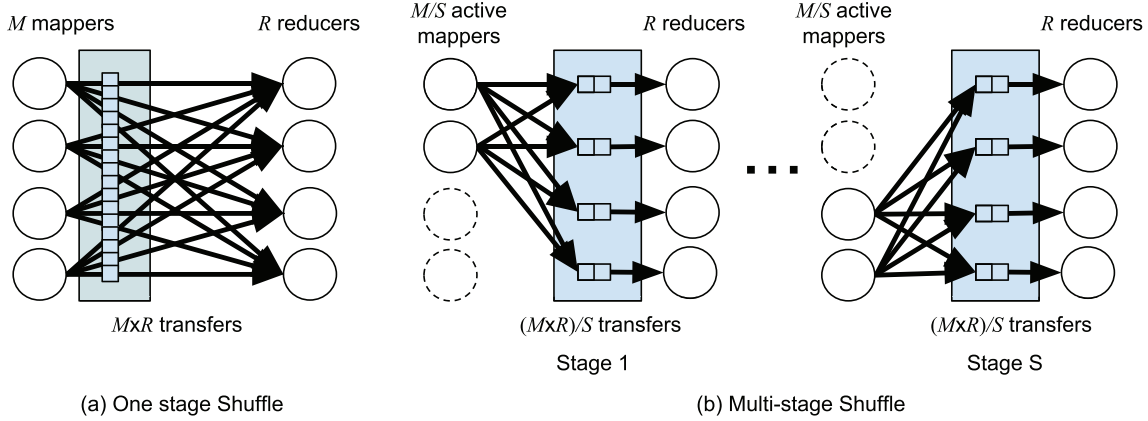 M mappers
R reducers
MxR transfers
(a) One stage Shuffle
M/S active
mappers
R reducers
(MxR)/S transfers
Stage 1
...
M/S active
mappers
R reducers
(MxR)/S transfers
Stage S
(b) Multi-stage Shuffle